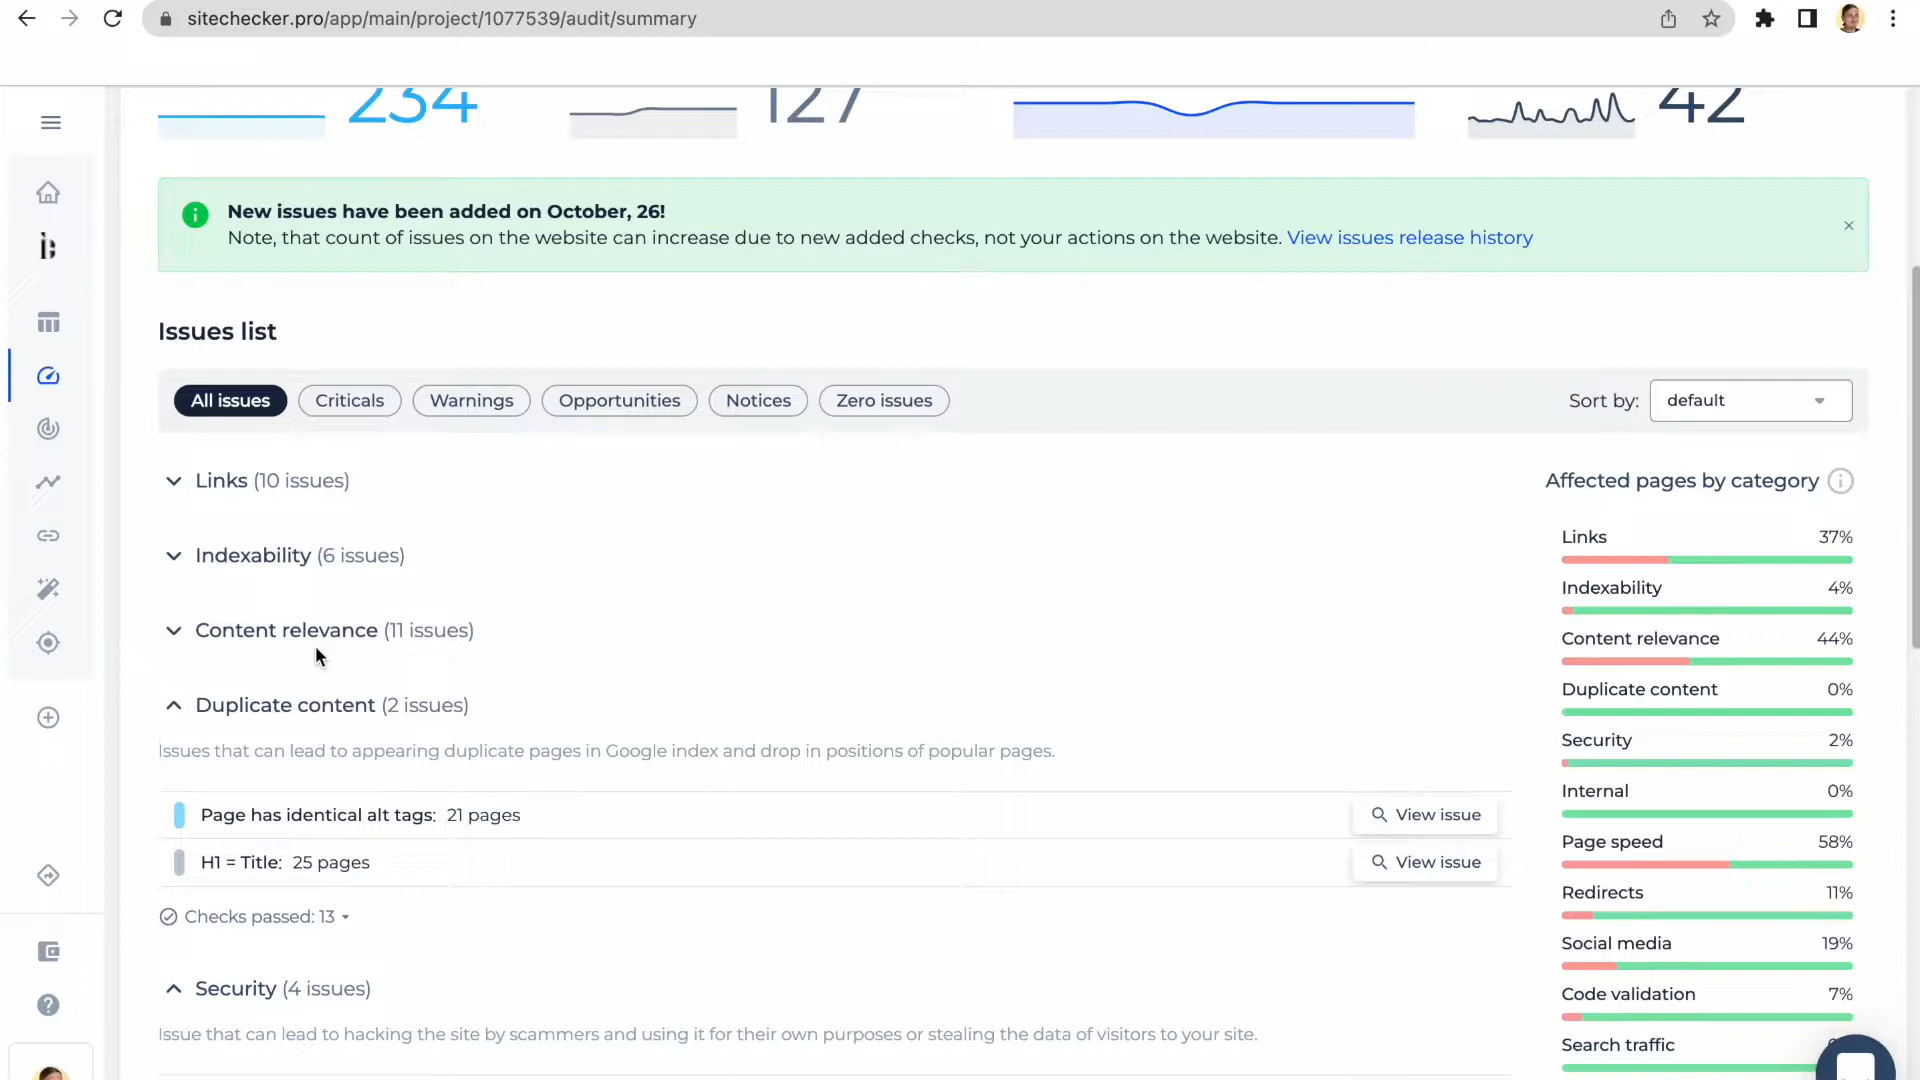 sitechecker.pro/app/main/project/1077539/audit/summary
234
127
42
New issues have been added on October, 26!
Note, that count of issues on the website can increase due to new added checks, not your actions on the website. View issues release history
Issues list
All issues
Criticals
Warnings
Opportunities
Notices
Zero issues
Sort by:
default
Links (10 issues)
Indexability (6 issues)
Content relevance (11 issues)
Duplicate content (2 issues)
Issues that can lead to appearing duplicate pages in Google index and drop in positions of popular pages.
Page has identical alt tags: 21 pages
View issue
H1 = Title: 25 pages
View issue
Checks passed: 13
Security (4 issues)
Issue that can lead to hacking the site by scammers and using it for their own purposes or stealing the data of visitors to your site.
Affected pages by category
Links 37%
Indexability 4%
Content relevance 44%
Duplicate content 0%
Security 2%
Internal 0%
Page speed 58%
Redirects 11%
Social media 19%
Code validation 7%
Search traffic